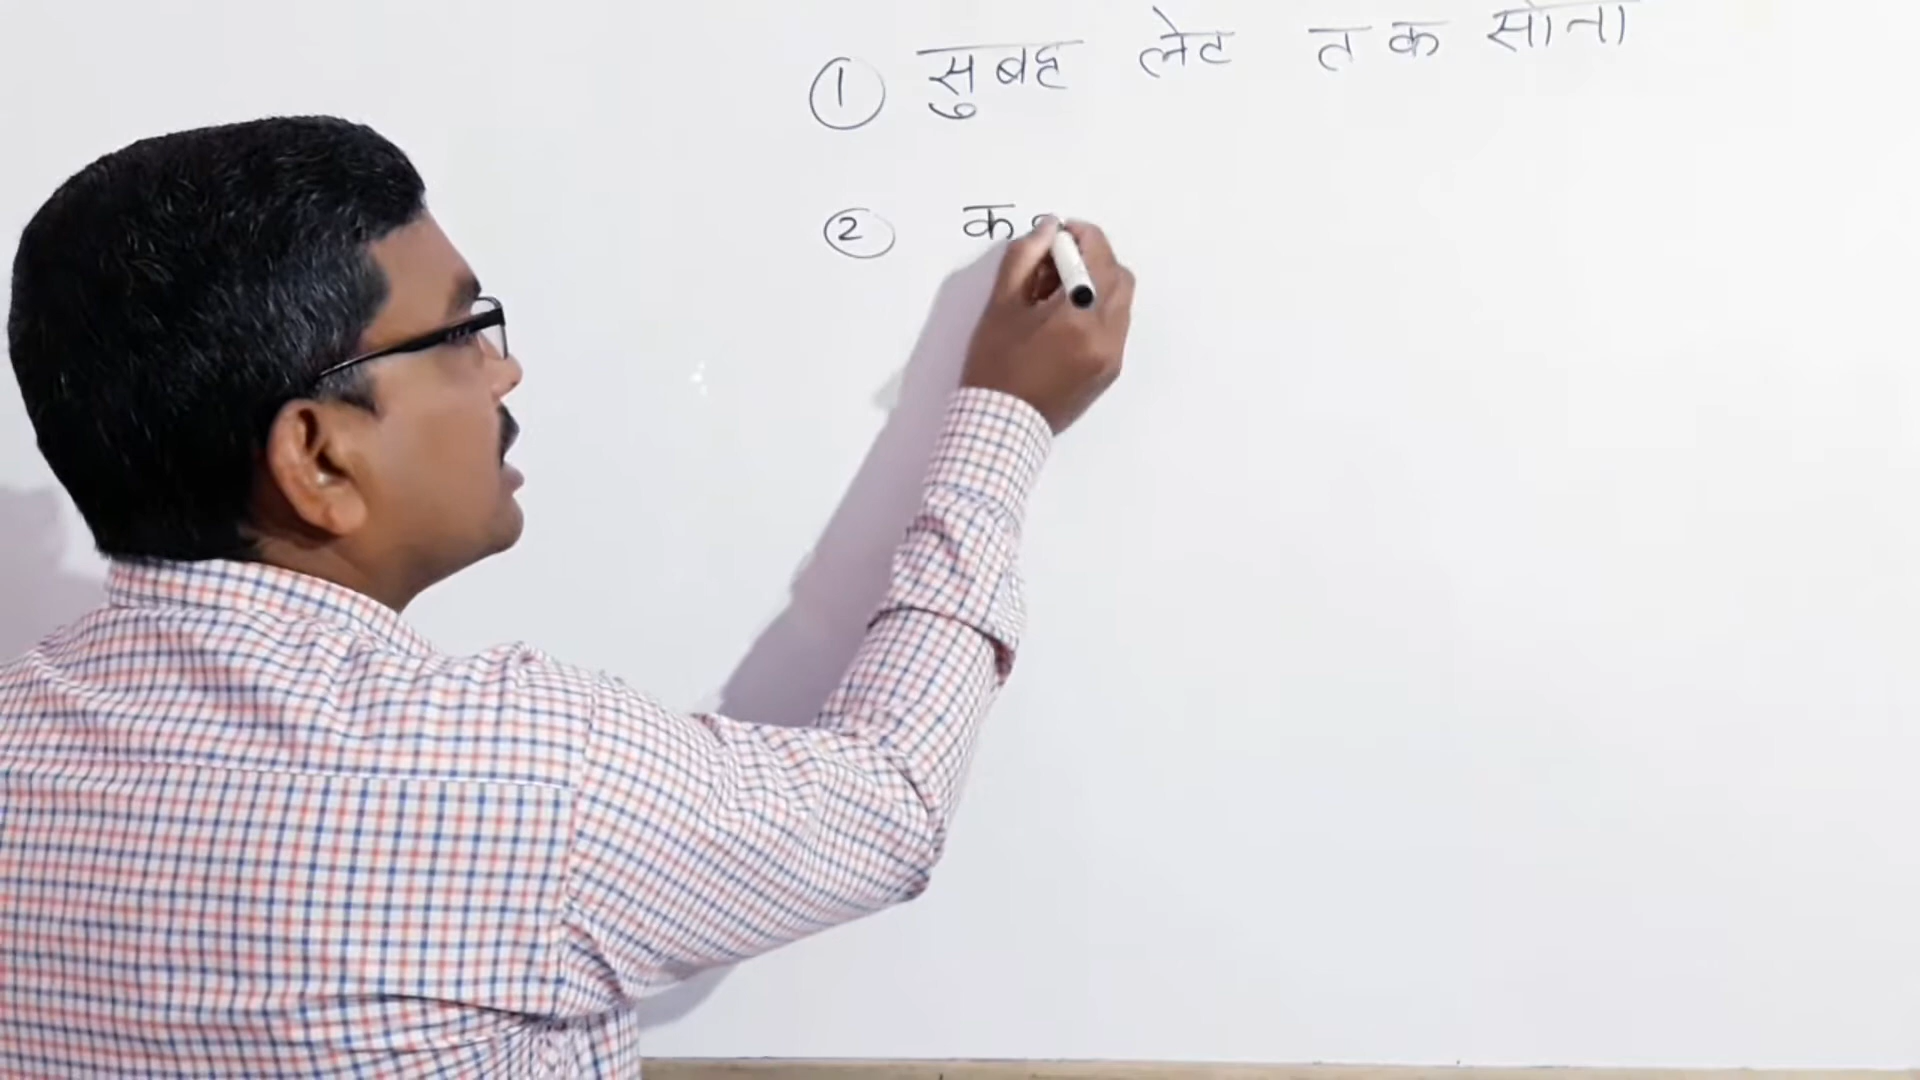 ① सुबह लेट तक सोना
② क